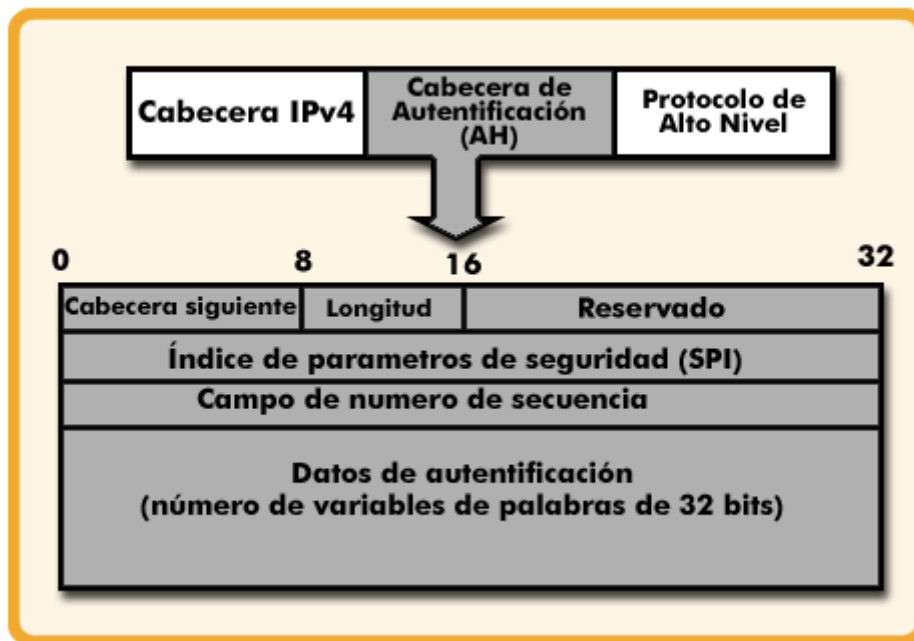 Cabecera IPv4
Cabecera de
Autentificación
(AH)
Protocolo de
Alto Nivel
0
8
16
32
Cabecera siguiente
Longitud
Reservado
Índice de parametros de seguridad (SPI)
Campo de numero de secuencia
Datos de autentificación
(número de variables de palabras de 32 bits)